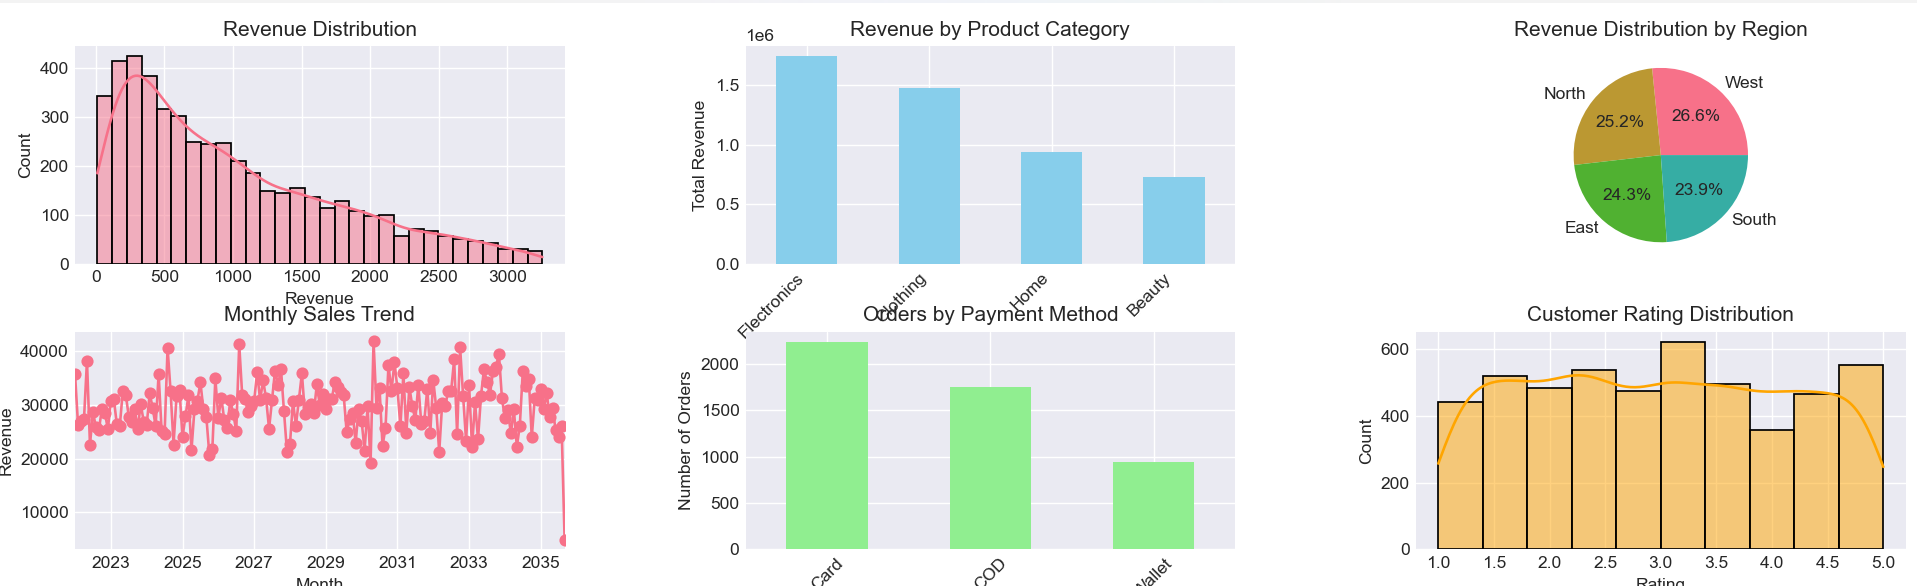 Revenue Distribution
Count
400
300
200
100
0
0 500 1000 1500 2000 2500 3000
Revenue
Revenue by Product Category
1e6
Total Revenue
1.5
1.0
0.5
0.0
Electronics Clothing Home Beauty
Revenue Distribution by Region
North
West
25.2%
26.6%
24.3%
23.9%
East
South
Monthly Sales Trend
Revenue
40000
30000
20000
10000
2023 2025 2027 2029 2031 2033 2035
Month
Orders by Payment Method
Number of Orders
2000
1500
1000
500
0
Card COD Wallet
Customer Rating Distribution
Count
600
400
200
0
1.0 1.5 2.0 2.5 3.0 3.5 4.0 4.5 5.0
Rating